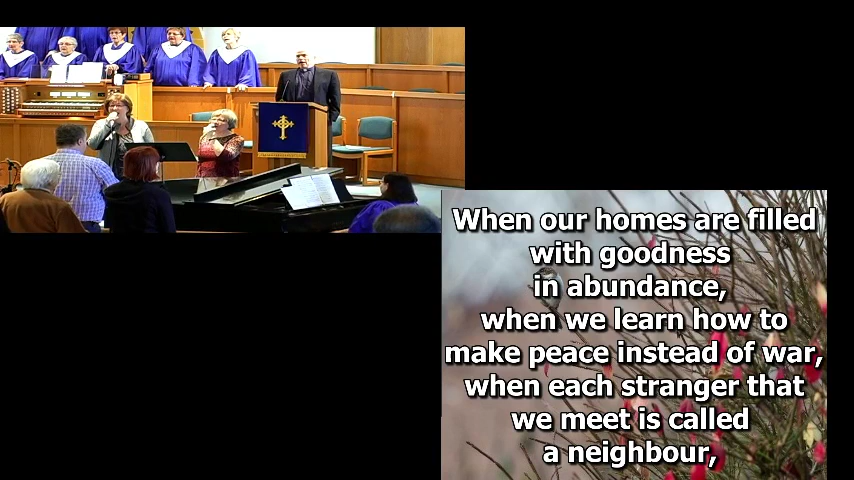 When our homes are filled
with goodness
in abundance,
when we learn how to
make peace instead of war,
when each stranger that
we meet is called
a neighbour,